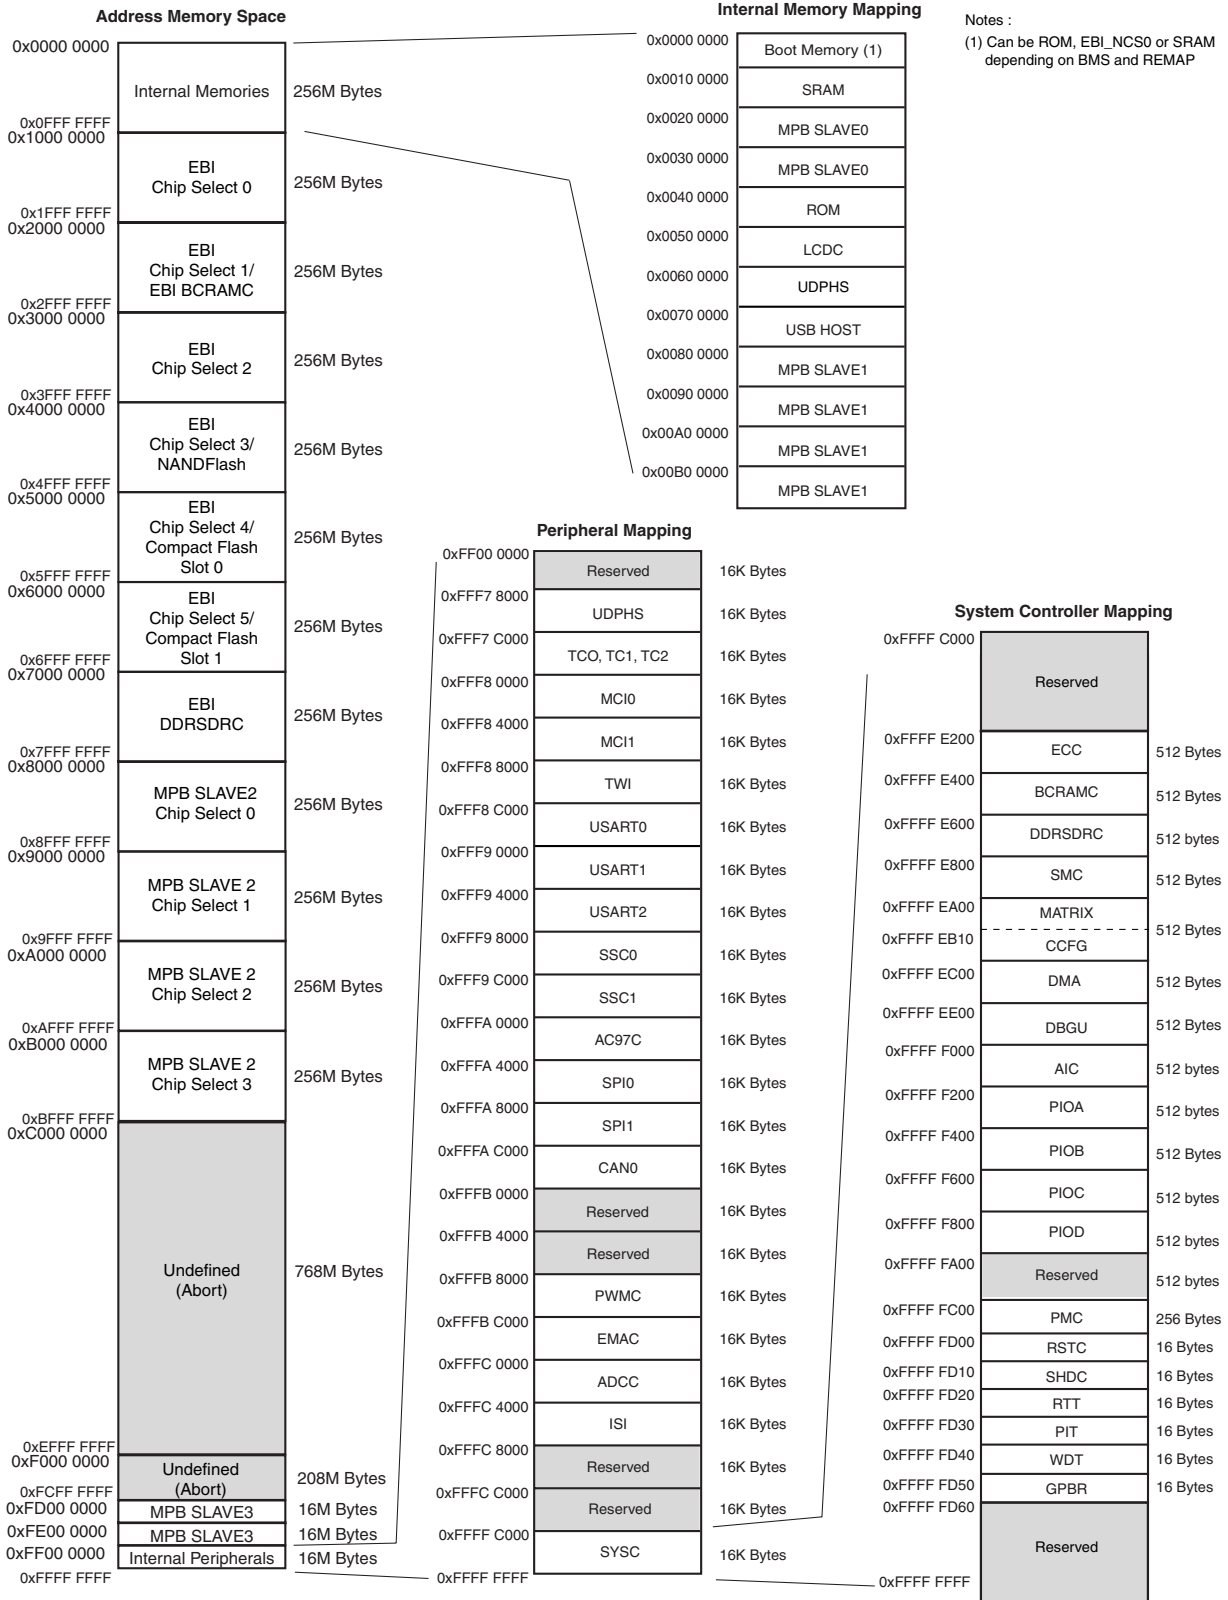 Address Memory Space
0x0000 0000
Internal Memories
256M Bytes
0x0FFF FFFF
0x1000 0000
EBI
Chip Select 0
256M Bytes
0x1FFF FFFF
0x2000 0000
EBI
Chip Select 1/
EBI BCRAMC
256M Bytes
0x2FFF FFFF
0x3000 0000
EBI
Chip Select 2
256M Bytes
0x3FFF FFFF
0x4000 0000
EBI
Chip Select 3/
NANDFlash
256M Bytes
0x4FFF FFFF
0x5000 0000
EBI
Chip Select 4/
Compact Flash
Slot 0
256M Bytes
0x5FFF FFFF
0x6000 0000
EBI
Chip Select 5/
Compact Flash
Slot 1
256M Bytes
0x6FFF FFFF
0x7000 0000
EBI
DDRSDRC
256M Bytes
0x7FFF FFFF
0x8000 0000
MPB SLAVE2
Chip Select 0
256M Bytes
0x8FFF FFFF
0x9000 0000
MPB SLAVE 2
Chip Select 1
256M Bytes
0x9FFF FFFF
0xA000 0000
MPB SLAVE 2
Chip Select 2
256M Bytes
0xAFFF FFFF
0xB000 0000
MPB SLAVE 2
Chip Select 3
256M Bytes
0xBFFF FFFF
0xC000 0000
Undefined
(Abort)
768M Bytes
0xEFFF FFFF
0xF000 0000
Undefined
(Abort)
208M Bytes
0xFCFF FFFF
0xFD00 0000
MPB SLAVE3
16M Bytes
0xFE00 0000
MPB SLAVE3
16M Bytes
0xFF00 0000
Internal Peripherals
16M Bytes
0xFFFF FFFF
Internal Memory Mapping
0x0000 0000
Boot Memory (1)
0x0010 0000
SRAM
0x0020 0000
MPB SLAVE0
0x0030 0000
MPB SLAVE0
0x0040 0000
ROM
0x0050 0000
LCDC
0x0060 0000
UDPHS
0x0070 0000
USB HOST
0x0080 0000
MPB SLAVE1
0x0090 0000
MPB SLAVE1
0x00A0 0000
MPB SLAVE1
0x00B0 0000
MPB SLAVE1
Notes :
(1) Can be ROM, EBI_NCS0 or SRAM
depending on BMS and REMAP
Peripheral Mapping
0xFF00 0000
Reserved
16K Bytes
0xFFF7 8000
UDPHS
16K Bytes
0xFFF7 C000
TCO, TC1, TC2
16K Bytes
0xFFF8 0000
MCI0
16K Bytes
0xFFF8 4000
MCI1
16K Bytes
0xFFF8 8000
TWI
16K Bytes
0xFFF8 C000
USART0
16K Bytes
0xFFF9 0000
USART1
16K Bytes
0xFFF9 4000
USART2
16K Bytes
0xFFF9 8000
SSC0
16K Bytes
0xFFF9 C000
SSC1
16K Bytes
0xFFFA 0000
AC97C
16K Bytes
0xFFFA 4000
SPI0
16K Bytes
0xFFFA 8000
SPI1
16K Bytes
0xFFFA C000
CAN0
16K Bytes
0xFFFB 0000
Reserved
16K Bytes
0xFFFB 4000
Reserved
16K Bytes
0xFFFB 8000
PWMC
16K Bytes
0xFFFB C000
EMAC
16K Bytes
0xFFFC 0000
ADCC
16K Bytes
0xFFFC 4000
ISI
16K Bytes
0xFFFC 8000
Reserved
16K Bytes
0xFFFC C000
Reserved
16K Bytes
0xFFFF C000
SYSC
16K Bytes
0xFFFF FFFF
System Controller Mapping
0xFFFF C000
Reserved
0xFFFF E200
ECC
512 Bytes
0xFFFF E400
BCRAMC
512 Bytes
0xFFFF E600
DDRSDRC
512 bytes
0xFFFF E800
SMC
512 Bytes
0xFFFF EA00
MATRIX
512 Bytes
0xFFFF EB10
CCFG
0xFFFF EC00
DMA
512 Bytes
0xFFFF EE00
DBGU
512 Bytes
0xFFFF F000
AIC
512 bytes
0xFFFF F200
PIOA
512 bytes
0xFFFF F400
PIOB
512 Bytes
0xFFFF F600
PIOC
512 bytes
0xFFFF F800
PIOD
512 bytes
0xFFFF FA00
Reserved
512 bytes
0xFFFF FC00
PMC
256 Bytes
0xFFFF FD00
RSTC
16 Bytes
0xFFFF FD10
SHDC
16 Bytes
0xFFFF FD20
RTT
16 Bytes
0xFFFF FD30
PIT
16 Bytes
0xFFFF FD40
WDT
16 Bytes
0xFFFF FD50
GPBR
16 Bytes
0xFFFF FD60
Reserved
0xFFFF FFFF